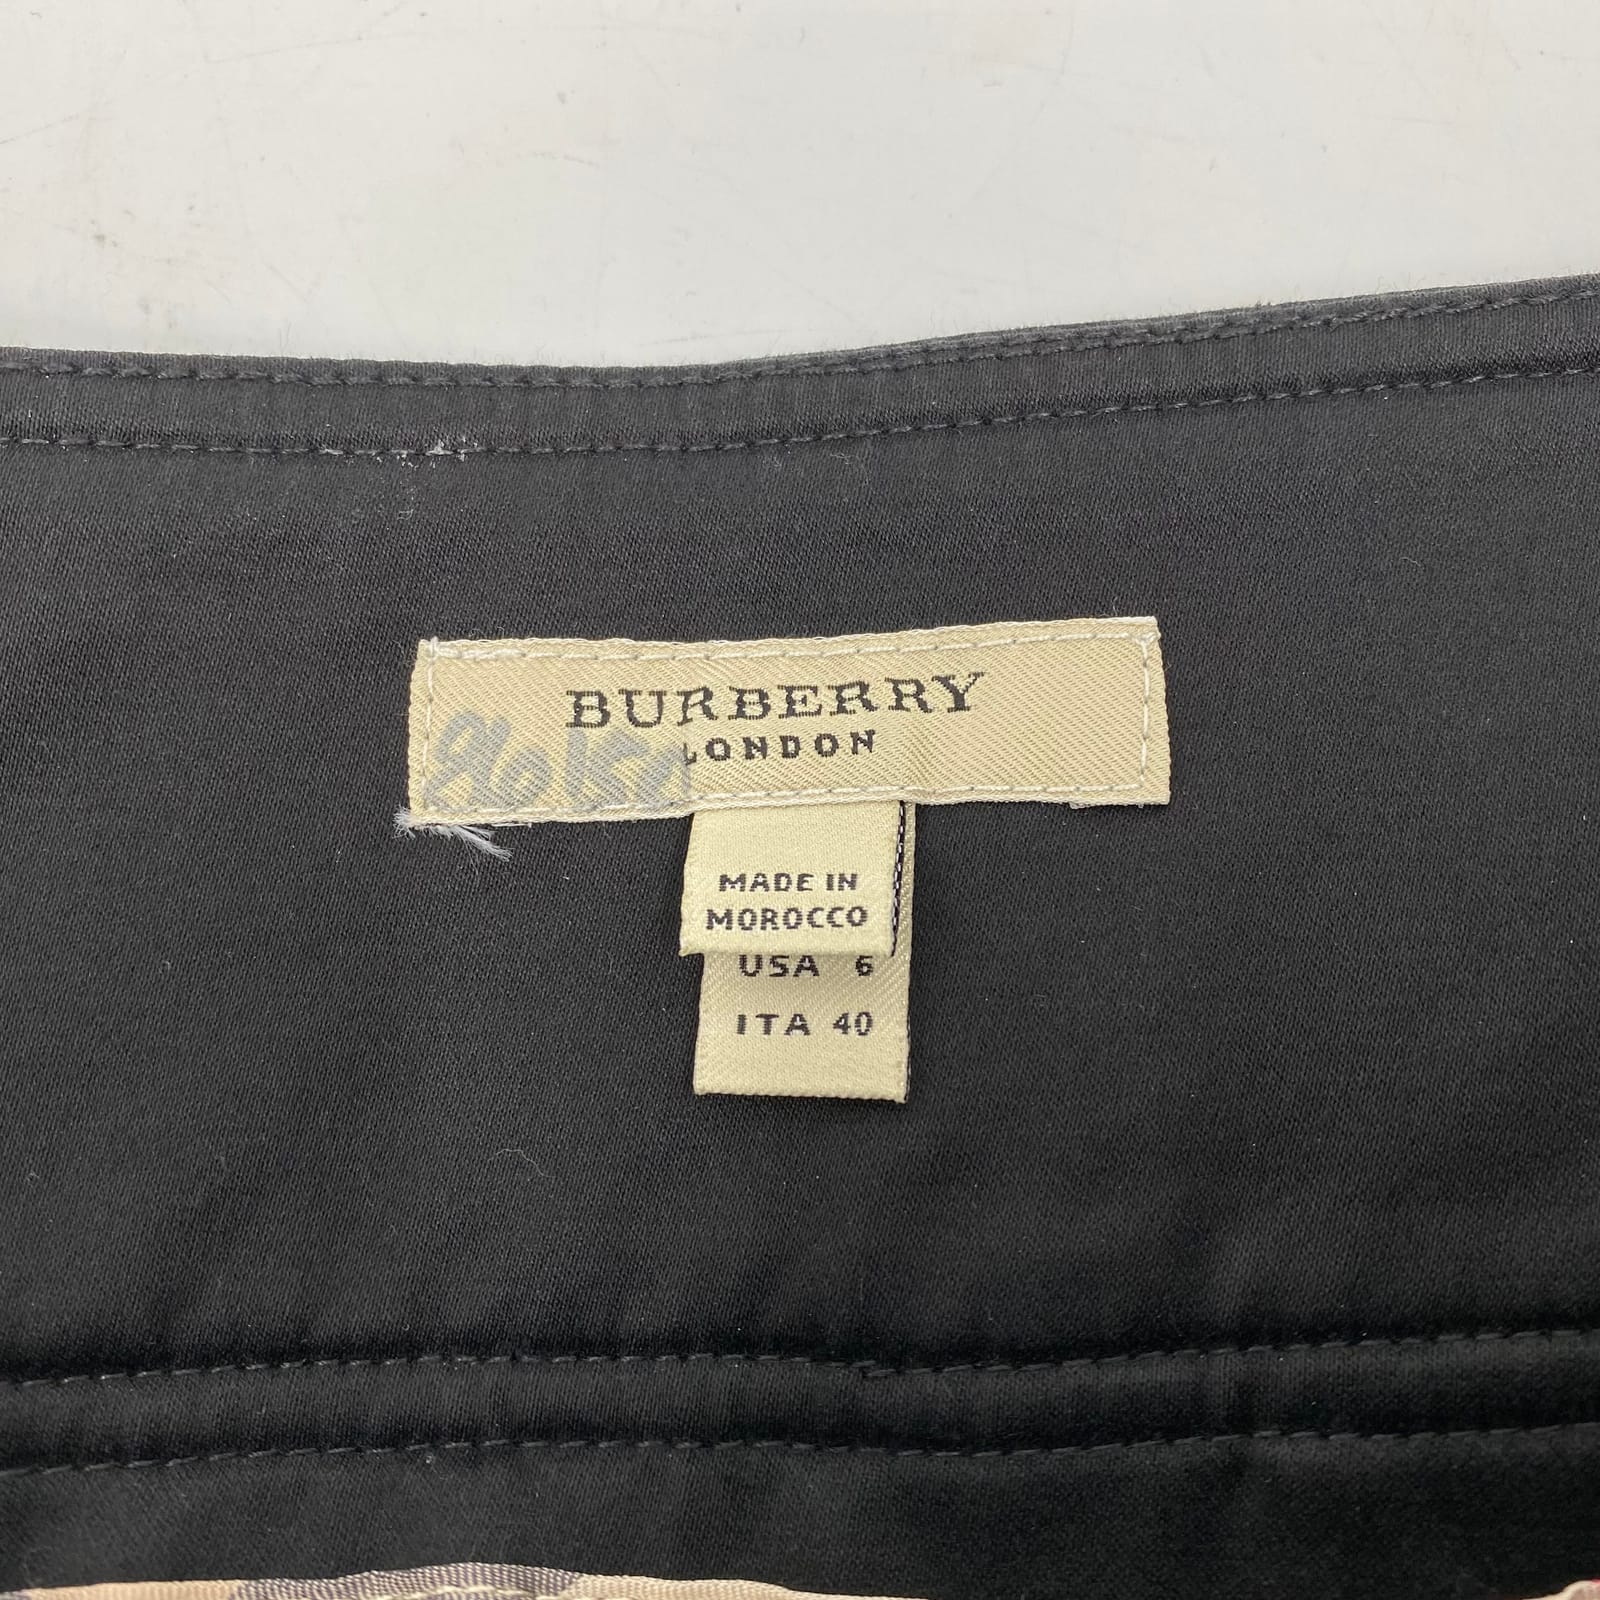 BURBERRY
LONDON
MADE IN
MOROCCO
USA 6
ITA 40